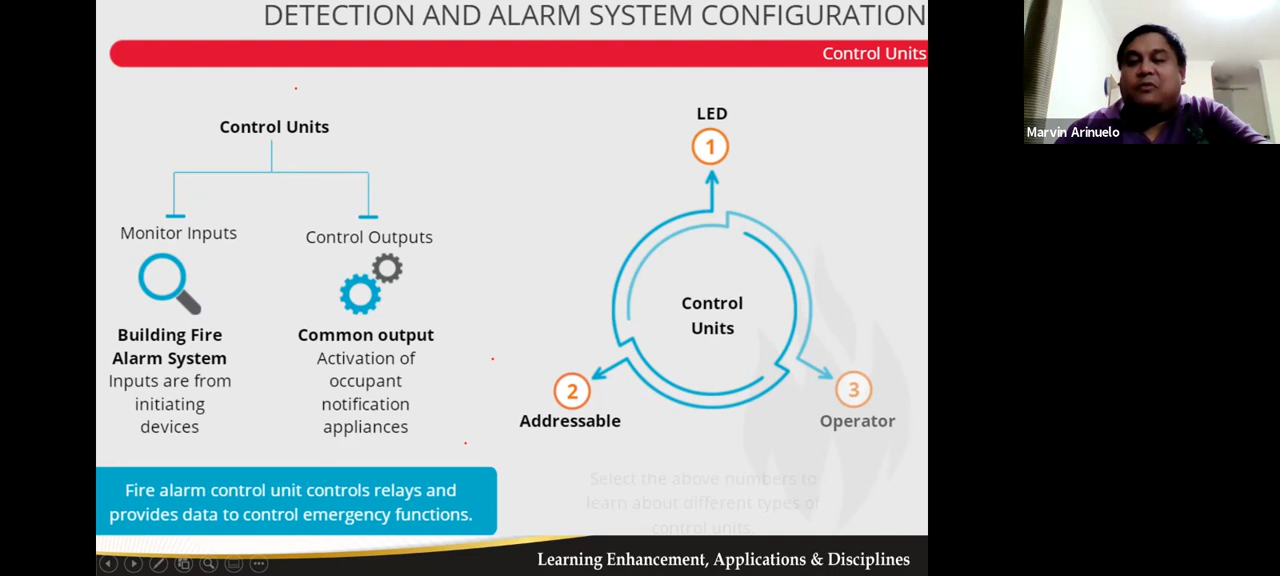 DETECTION AND ALARM SYSTEM CONFIGURATION
Control Units
Control Units
Monitor Inputs
Control Outputs
Building Fire
Alarm System
Inputs are from
initiating
devices
Common output
Activation of
occupant
notification
appliances
Fire alarm control unit controls relays and
provides data to control emergency functions.
LED
1
Control
Units
2
Addressable
3
Operator
Select the above numbers to
learn about different types of
control units.
Learning Enhancement, Applications & Disciplines
Marvin Arinuelo